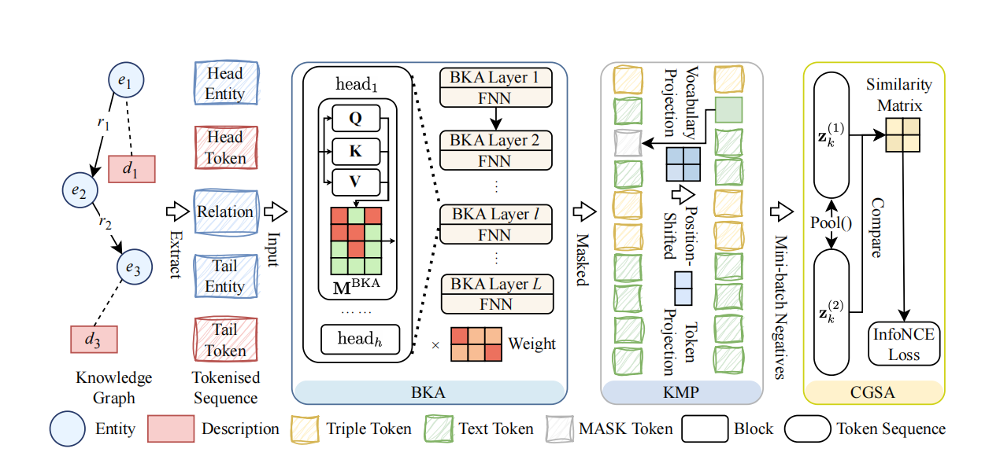 e1
r1
d1
e2
r2
e3
d3
Knowledge
Graph
Extract
Head
Entity
Head
Token
Relation
Tail
Entity
Tail
Token
Tokenised
Sequence
Input
head1
Q
K
V
M^BKA
... ...
headh
BKA Layer 1
FNN
BKA Layer 2
FNN
⋮
BKA Layer l
FNN
⋮
BKA Layer L
FNN
× Weight
BKA
Masked
Vocabulary
Projection
Position-
Shifted
Token
Projection
KMP
Mini-batch Negatives
z_k^(1)
Pool()
z_k^(2)
Compare
Similarity
Matrix
InfoNCE
Loss
CGSA
Entity
Description
Triple Token
Text Token
MASK Token
Block
Token Sequence